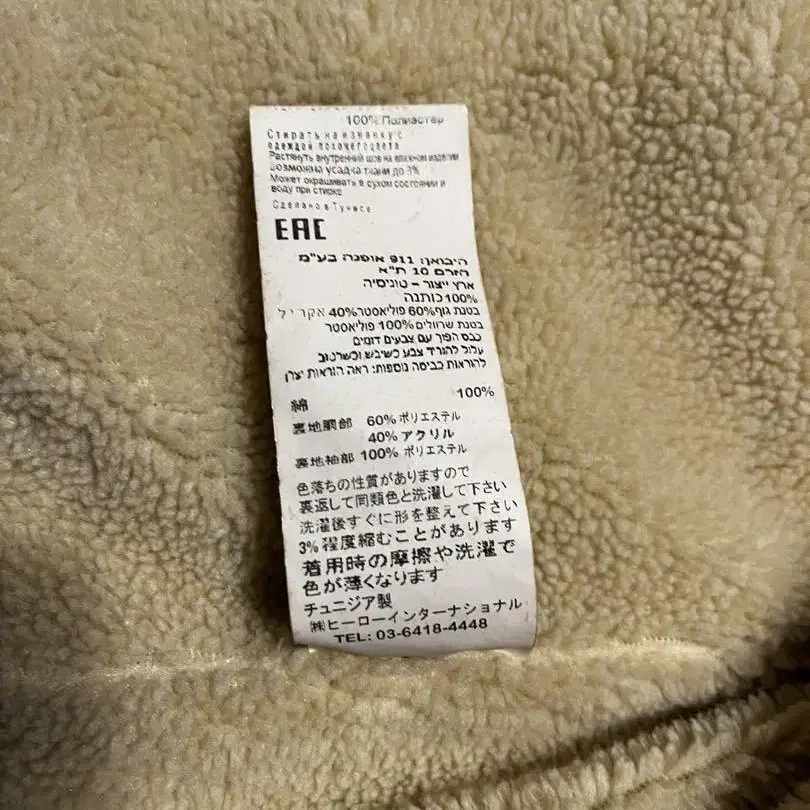 100% Полиэстер
Стирать на изнанку с
одеждой похожего цвета
Растянуть внутренний шов на влажном изделии
Возможна усадка ткани до 3%
Может окрашивать в сухом состоянии и
воду при стирке
Сделано в Тунисе
EAC
היבואן: 911 אופנה בע"מ
הזרם 10 ת"א
ארץ ייצור – טוניסיה
100% כותנה
בטנת גוף 60% פוליאסטר 40% אקריל
בטנת שרוולים 100% פוליאסטר
כבס הפוך עם צבעים דומים
עלול להוריד צבע כשיבש וכשרטוב
להוראות כביסה נוספות: ראה הוראות יצרן
綿 100%
裏地胴部 60% ポリエステル
40% アクリル
裏地袖部 100% ポリエステル
色落ちの性質がありますので
裏返して同類色と洗濯して下さい
洗濯後すぐに形を整えて下さい
3% 程度縮むことがあります
着用時の摩擦や洗濯で
色が薄くなります
チュニジア製
㈱ヒーローインターナショナル
TEL: 03-6418-4448